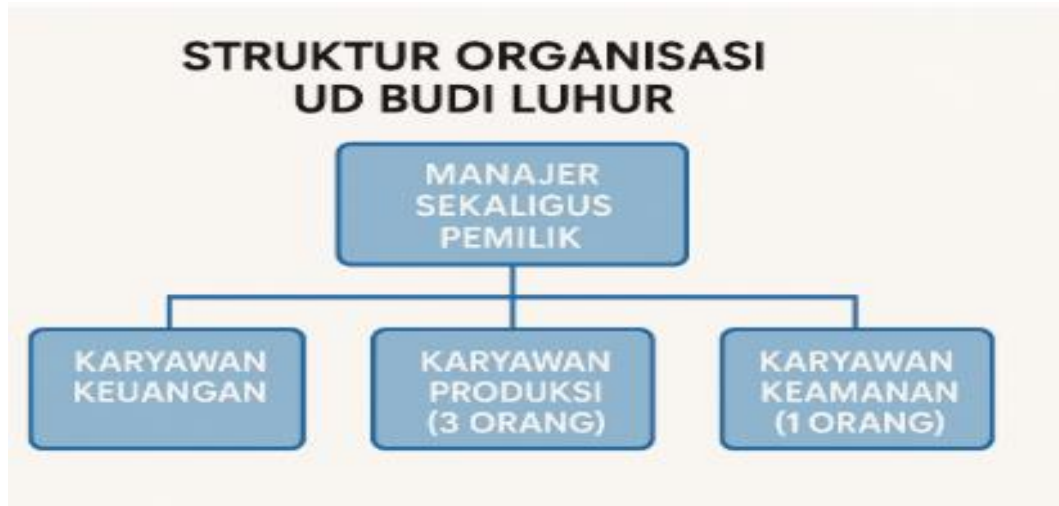 STRUKTUR ORGANISASI
UD BUDI LUHUR
MANAJER
SEKALIGUS
PEMILIK
KARYAWAN
KEUANGAN
KARYAWAN
PRODUKSI
(3 ORANG)
KARYAWAN
KEAMANAN
(1 ORANG)